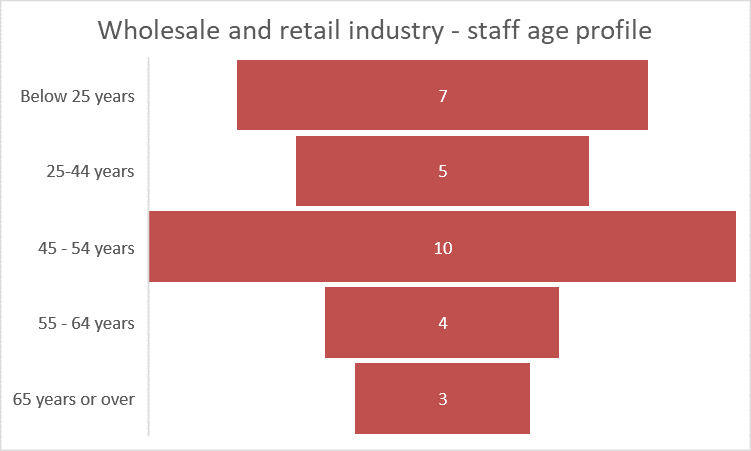 Wholesale and retail industry - staff age profile
Below 25 years 7
25-44 years 5
45 - 54 years 10
55 - 64 years 4
65 years or over 3